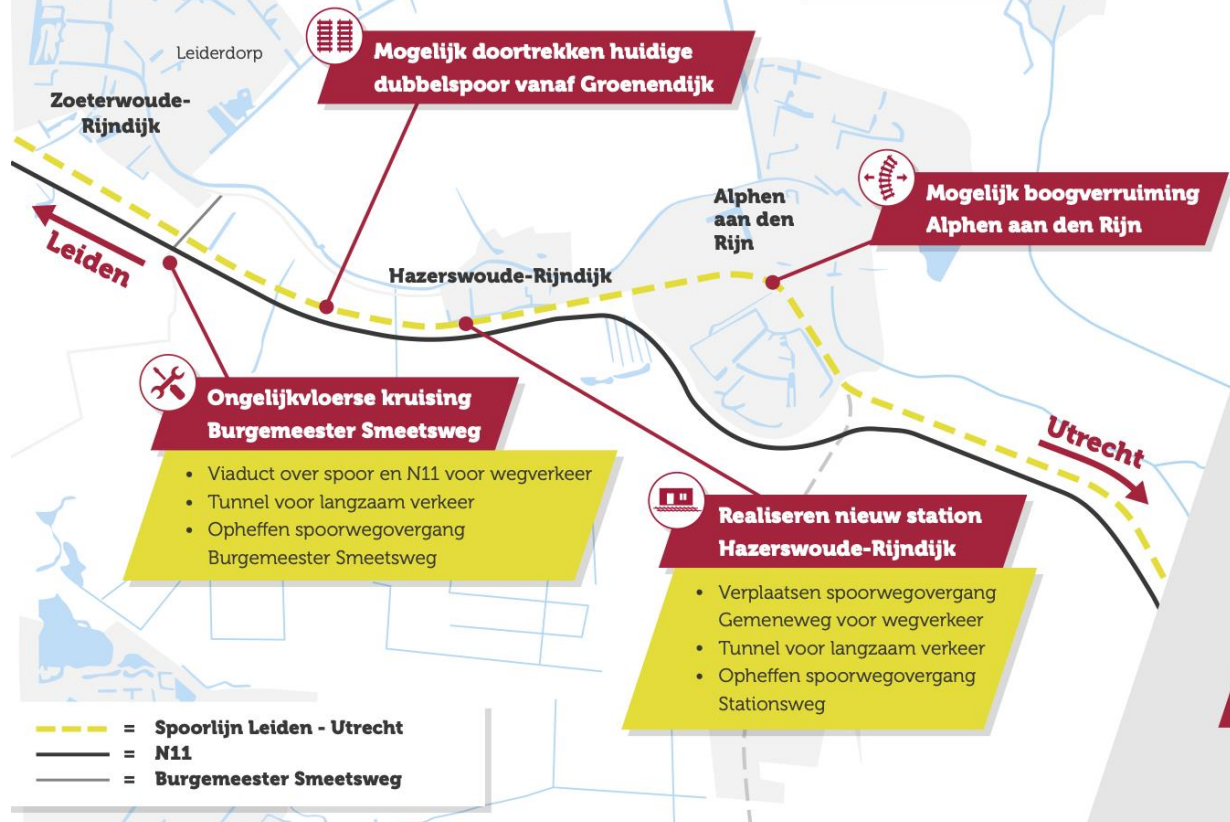 Leiderdorp
Zoeterwoude-
Rijndijk
Mogelijk doortrekken huidige
dubbelspoor vanaf Groenendijk
Alphen
aan den
Rijn
Mogelijk boogverruiming
Alphen aan den Rijn
Leiden
Hazerswoude-Rijndijk
Ongelijkvloerse kruising
Burgemeester Smeetsweg
• Viaduct over spoor en N11 voor wegverkeer
• Tunnel voor langzaam verkeer
• Opheffen spoorwegovergang
Burgemeester Smeetsweg
Utrecht
Realiseren nieuw station
Hazerswoude-Rijndijk
• Verplaatsen spoorwegovergang
Gemeneweg voor wegverkeer
• Tunnel voor langzaam verkeer
• Opheffen spoorwegovergang
Stationsweg
= Spoorlijn Leiden - Utrecht
= N11
= Burgemeester Smeetsweg